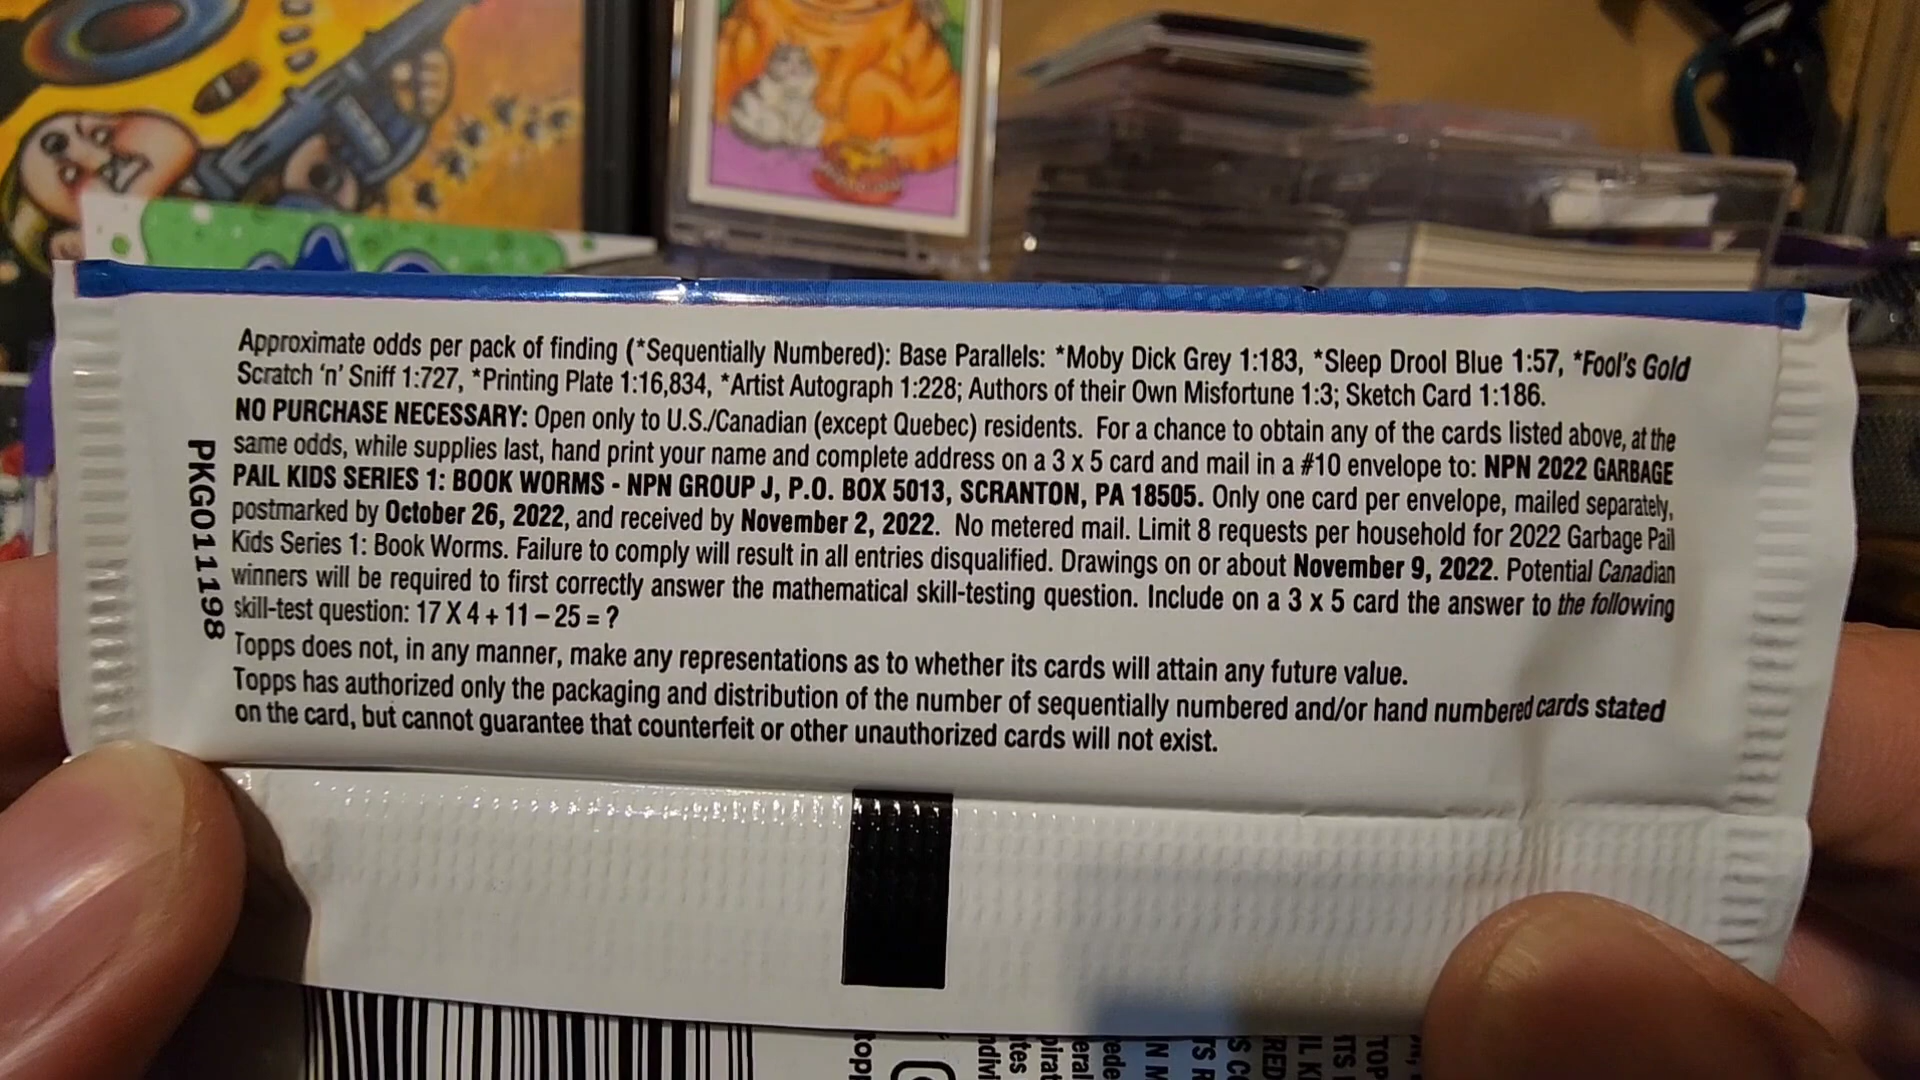 Approximate odds per pack of finding (*Sequentially Numbered): Base Parallels: *Moby Dick Grey 1:183, *Sleep Drool Blue 1:57, *Fool's Gold
Scratch 'n' Sniff 1:727, *Printing Plate 1:16,834, *Artist Autograph 1:228; Authors of their Own Misfortune 1:3; Sketch Card 1:186.
NO PURCHASE NECESSARY: Open only to U.S./Canadian (except Quebec) residents. For a chance to obtain any of the cards listed above, at the
same odds, while supplies last, hand print your name and complete address on a 3 x 5 card and mail in a #10 envelope to: NPN 2022 GARBAGE
PAIL KIDS SERIES 1: BOOK WORMS - NPN GROUP J, P.O. BOX 5013, SCRANTON, PA 18505. Only one card per envelope, mailed separately,
postmarked by October 26, 2022, and received by November 2, 2022. No metered mail. Limit 8 requests per household for 2022 Garbage Pail
Kids Series 1: Book Worms. Failure to comply will result in all entries disqualified. Drawings on or about November 9, 2022. Potential Canadian
winners will be required to first correctly answer the mathematical skill-testing question. Include on a 3 x 5 card the answer to the following
skill-test question: 17 X 4 + 11 – 25 = ?
Topps does not, in any manner, make any representations as to whether its cards will attain any future value.
Topps has authorized only the packaging and distribution of the number of sequentially numbered and/or hand numbered cards stated
on the card, but cannot guarantee that counterfeit or other unauthorized cards will not exist.
PKG011198